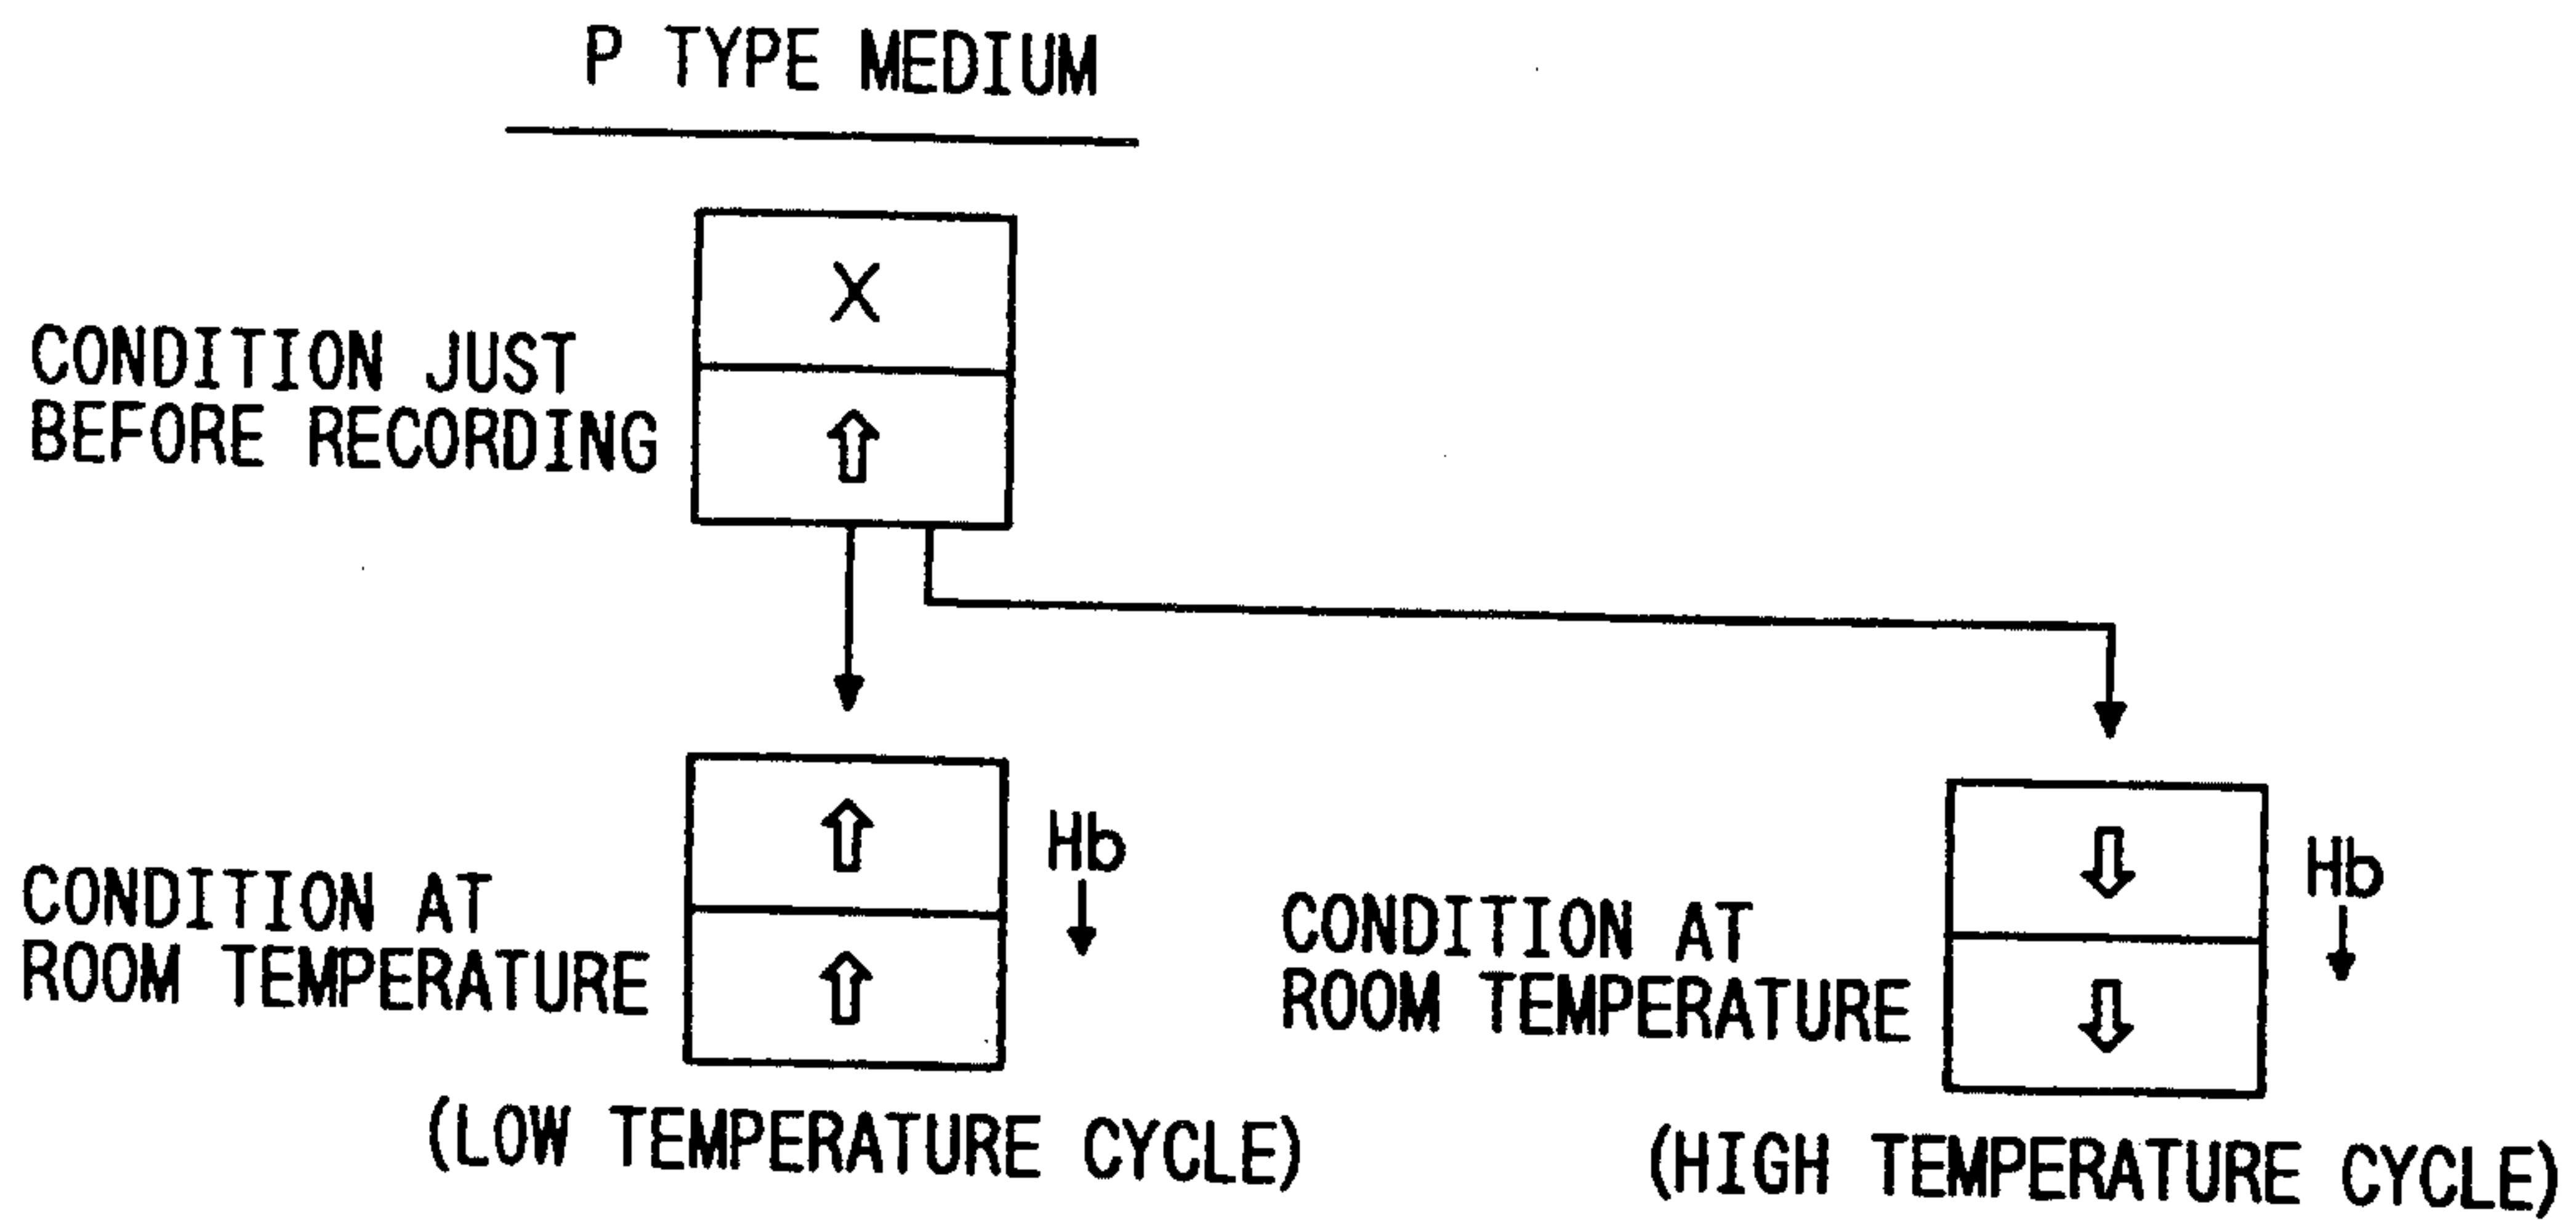 P TYPE MEDIUM
X
CONDITION JUST
BEFORE RECORDING
CONDITION AT
ROOM TEMPERATURE
Hb
(LOW TEMPERATURE CYCLE)
CONDITION AT
ROOM TEMPERATURE
Hb
(HIGH TEMPERATURE CYCLE)